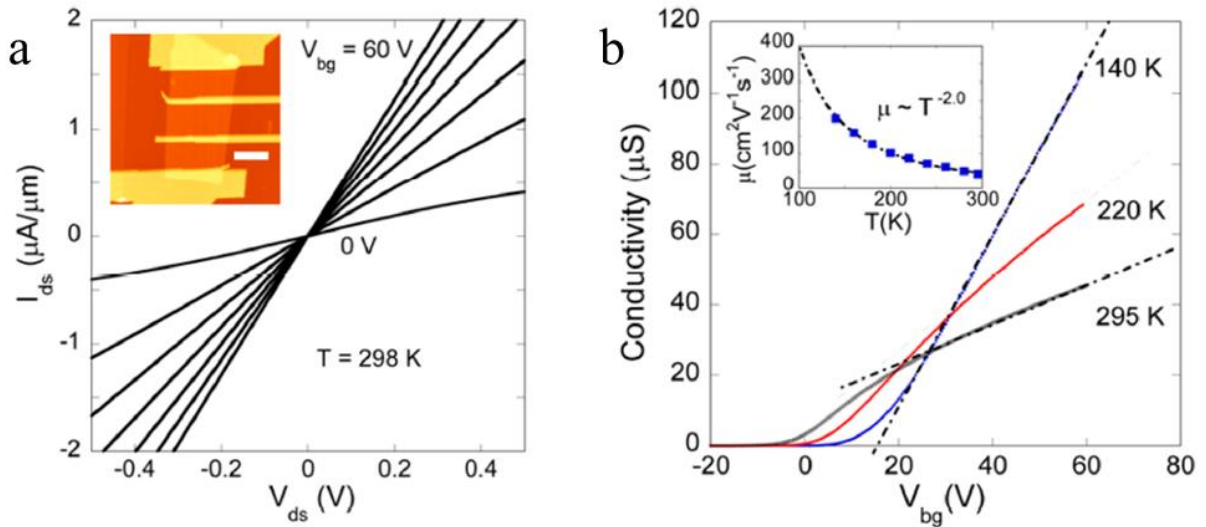 a
V_bg = 60 V
0 V
T = 298 K
I_ds (μA/μm)
2
1
0
-1
-2
-0.4 -0.2 0 0.2 0.4
V_ds (V)
b
120
100
80
60
40
20
0
Conductivity (μS)
-20 0 20 40 60 80
V_bg (V)
140 K
220 K
295 K
400
300
200
100
0
μ(cm²V⁻¹s⁻¹)
μ ~ T^-2.0
100 200 300
T(K)